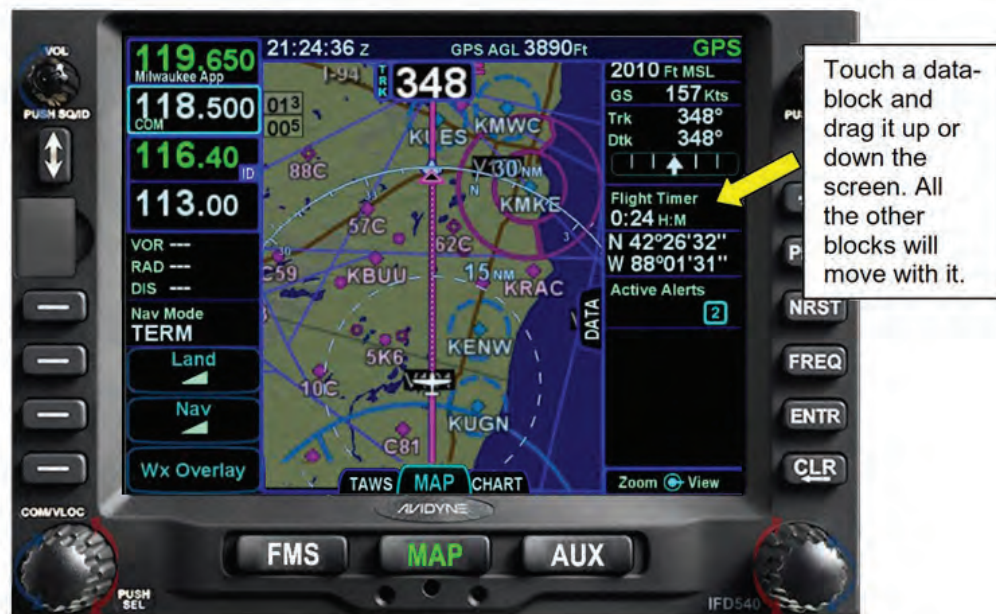 VOL
PUSH SQ/ID
119.650
Milwaukee App
118.500
COM
116.40
ID
113.00
VOR ---
RAD ---
DIS ---
Nav Mode
TERM
Land
Nav
Wx Overlay
COM/VLOC
PUSH
SEL
21:24:36 Z GPS AGL 3890Ft GPS
TRK 348
013
005
I-94
KUES
KMWC
88C
30NM
N
KMKE
57C
62C
30
3
C59
KBUU
15NM
KRAC
KENW
5K6
10C
KUGN
C81
DATA
TAWS MAP CHART
2010 Ft MSL
GS 157 Kts
Trk 348°
Dtk 348°
Flight Timer
0:24 H:M
N 42°26'32"
W 88°01'31"
Active Alerts
2
Zoom View
NRST
FREQ
ENTR
CLR
AVIDYNE
FMS MAP AUX
IFD540
Touch a data-
block and
drag it up or
down the
screen. All
the other
blocks will
move with it.